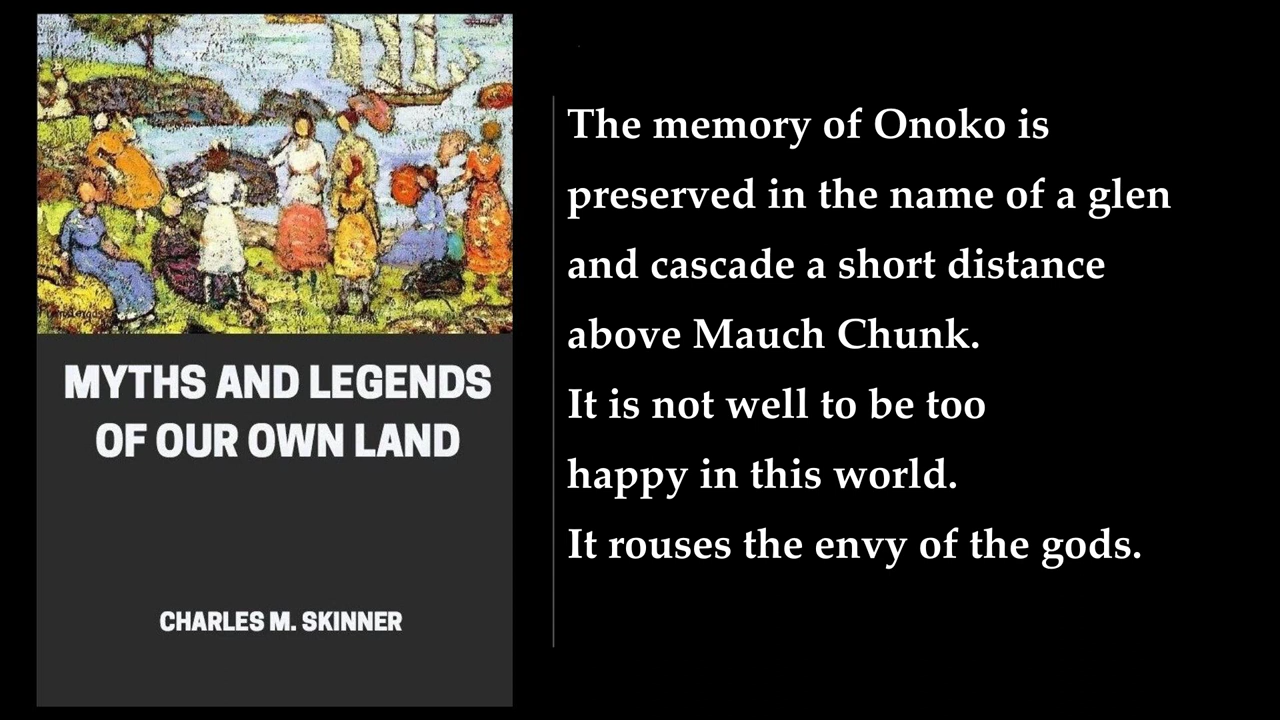 MYTHS AND LEGENDS
OF OUR OWN LAND
CHARLES M. SKINNER
The memory of Onoko is
preserved in the name of a glen
and cascade a short distance
above Mauch Chunk.
It is not well to be too
happy in this world.
It rouses the envy of the gods.